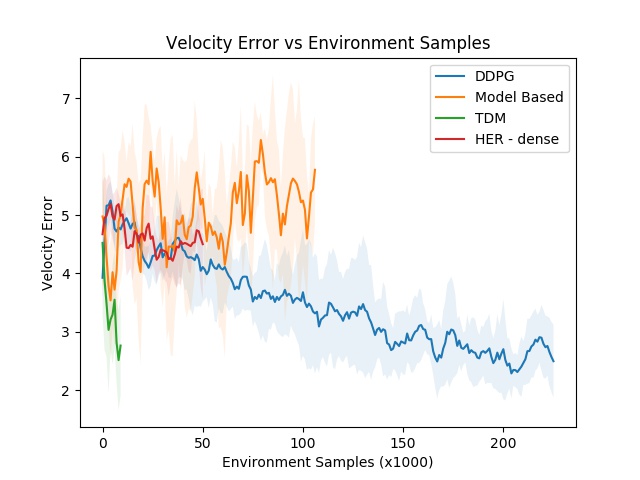 Velocity Error vs Environment Samples
DDPG
Model Based
TDM
HER - dense
Velocity Error
7
6
5
4
3
2
0
50
100
150
200
Environment Samples (x1000)